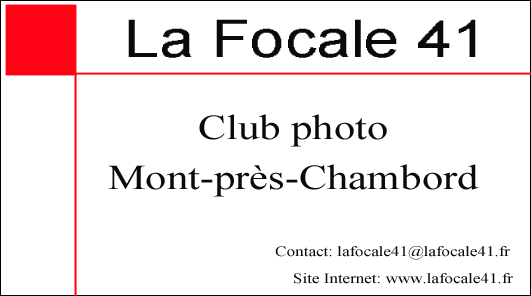 La Focale 41
Club photo
Mont-près-Chambord
Contact: lafocale41@lafocale41.fr
Site Internet: www.lafocale41.fr